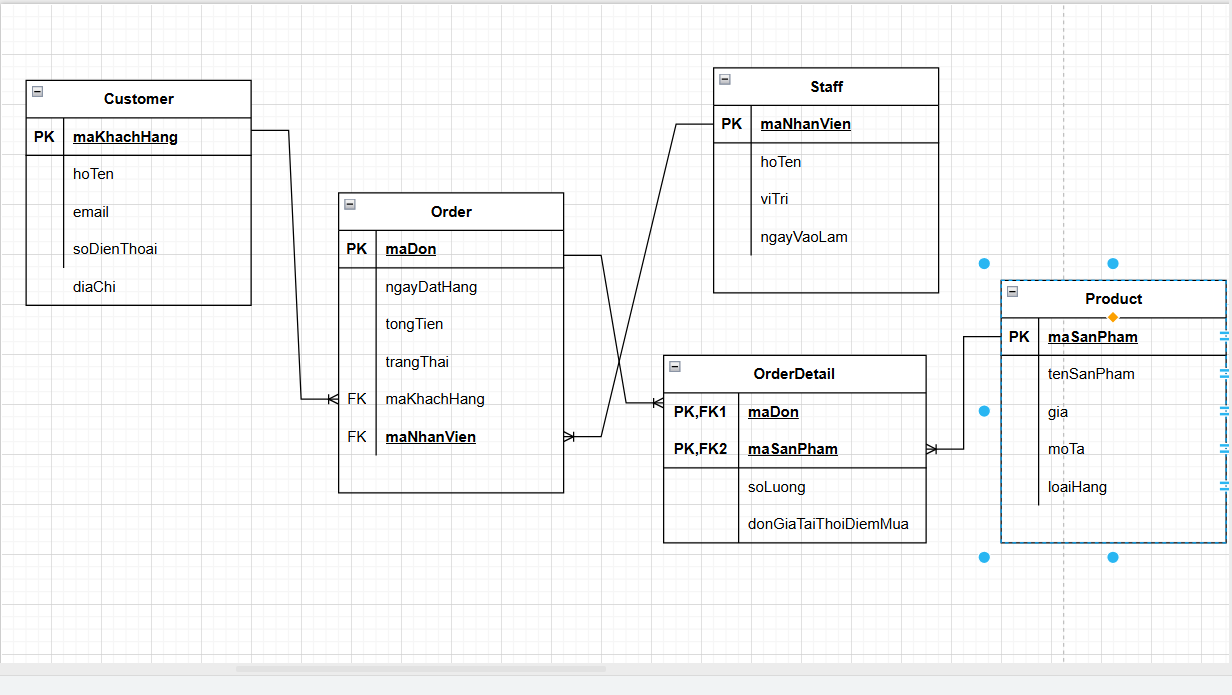 Customer
PK maKhachHang
hoTen
email
soDienThoai
diaChi
Order
PK maDon
ngayDatHang
tongTien
trangThai
FK maKhachHang
FK maNhanVien
Staff
PK maNhanVien
hoTen
viTri
ngayVaoLam
OrderDetail
PK,FK1 maDon
PK,FK2 maSanPham
soLuong
donGiaTaiThoiDiemMua
Product
PK maSanPham
tenSanPham
gia
moTa
loaiHang